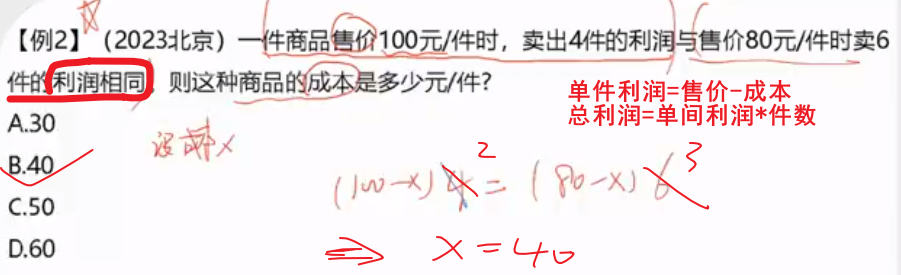 【例2】(2023北京)一件商品售价100元/件时，卖出4件的利润与售价80元/件时卖6
件的利润相同，则这种商品的成本是多少元/件？
单件利润=售价-成本
总利润=单间利润*件数
A.30
设成本x
B.40
(100-x)4=(80-x)6
2
3
C.50
D.60
⇒ x=40